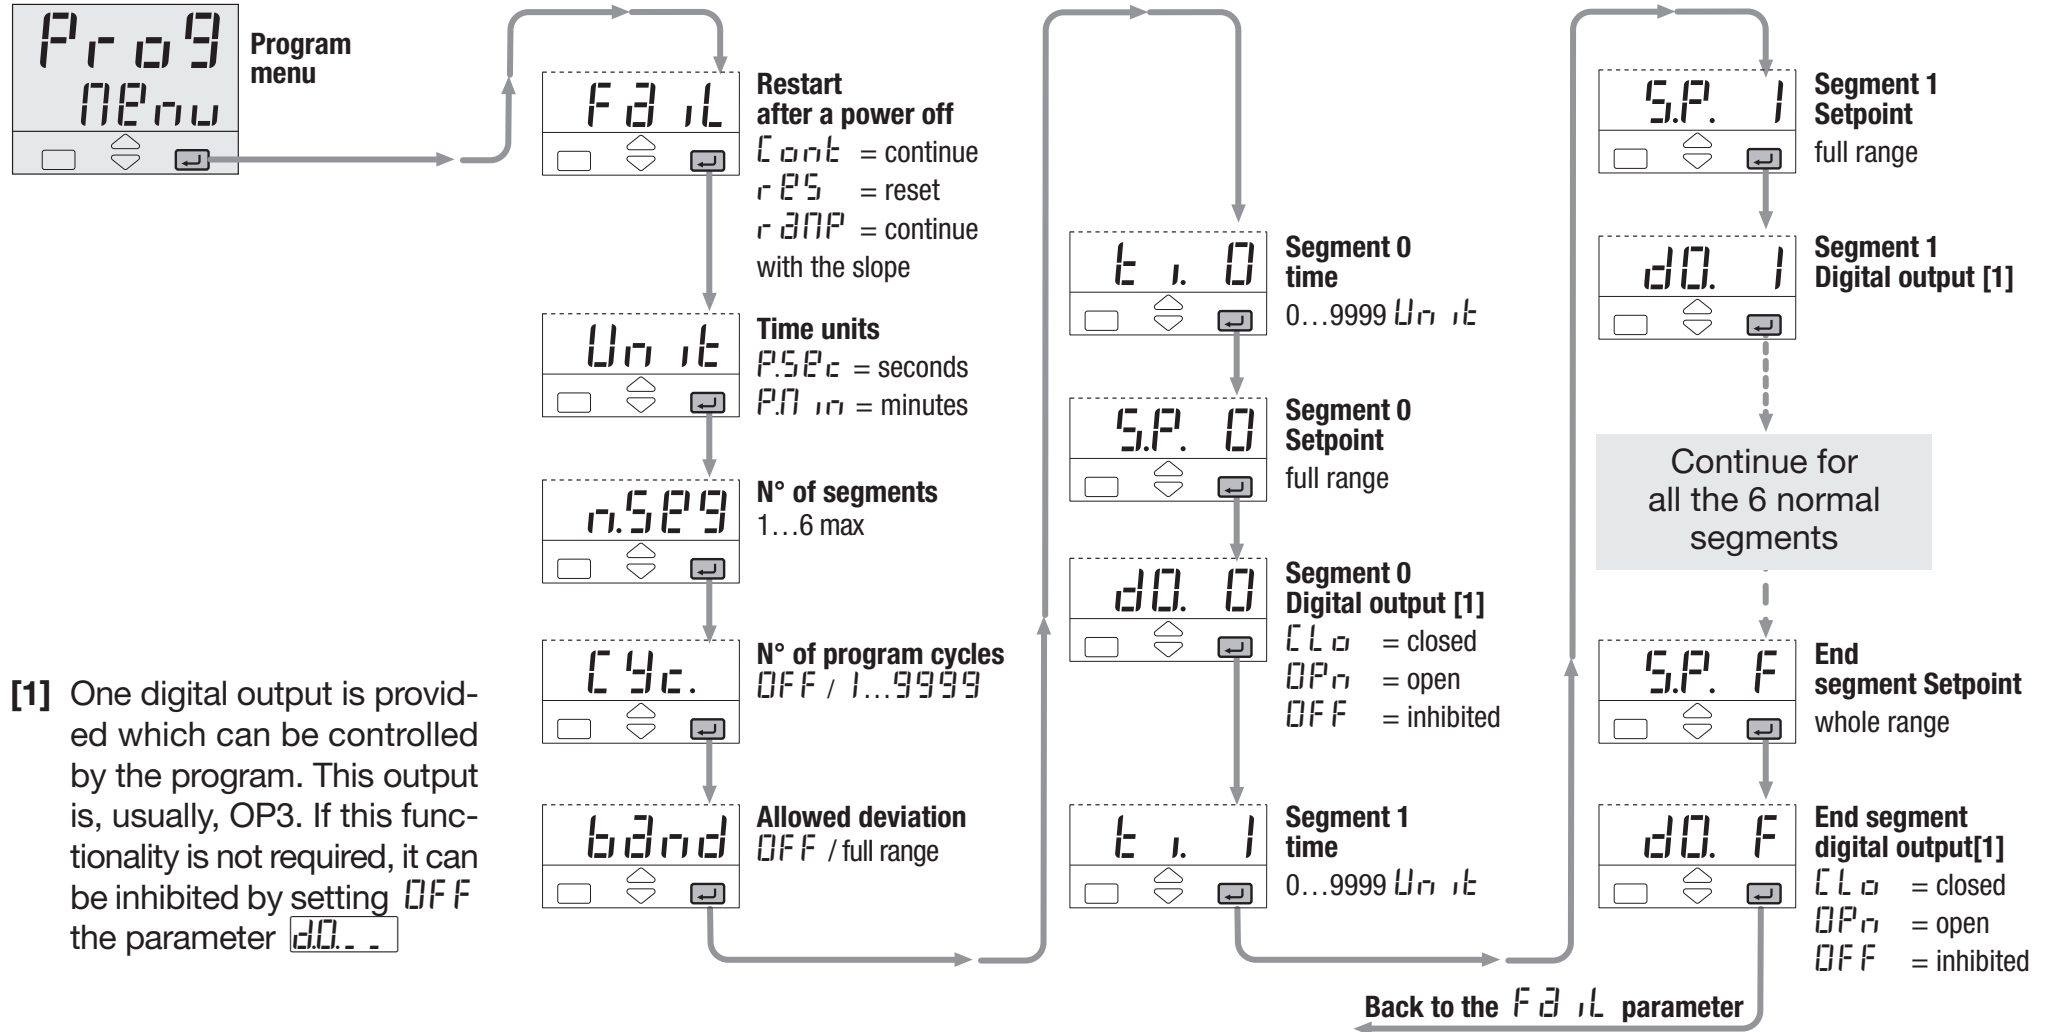 Prog
MEnu
Program
menu
FaiL
Restart
after a power off
Cont = continue
rES = reset
raMP = continue
with the slope
Unit
Time units
P.SEc = seconds
P.Min = minutes
n.SEg
N° of segments
1...6 max
Cyc.
N° of program cycles
OFF / 1...9999
band
Allowed deviation
OFF / full range
[1] One digital output is provid-
ed which can be controlled
by the program. This output
is, usually, OP3. If this func-
tionality is not required, it can
be inhibited by setting OFF
the parameter d.O._ _
ti. 0
Segment 0
time
0...9999 Unit
S.P. 0
Segment 0
Setpoint
full range
dO. 0
Segment 0
Digital output [1]
CLo = closed
OPn = open
OFF = inhibited
ti. 1
Segment 1
time
0...9999 Unit
S.P. 1
Segment 1
Setpoint
full range
dO. 1
Segment 1
Digital output [1]
Continue for
all the 6 normal
segments
S.P. F
End
segment Setpoint
whole range
dO. F
End segment
digital output[1]
CLo = closed
OPn = open
OFF = inhibited
Back to the FaiL parameter